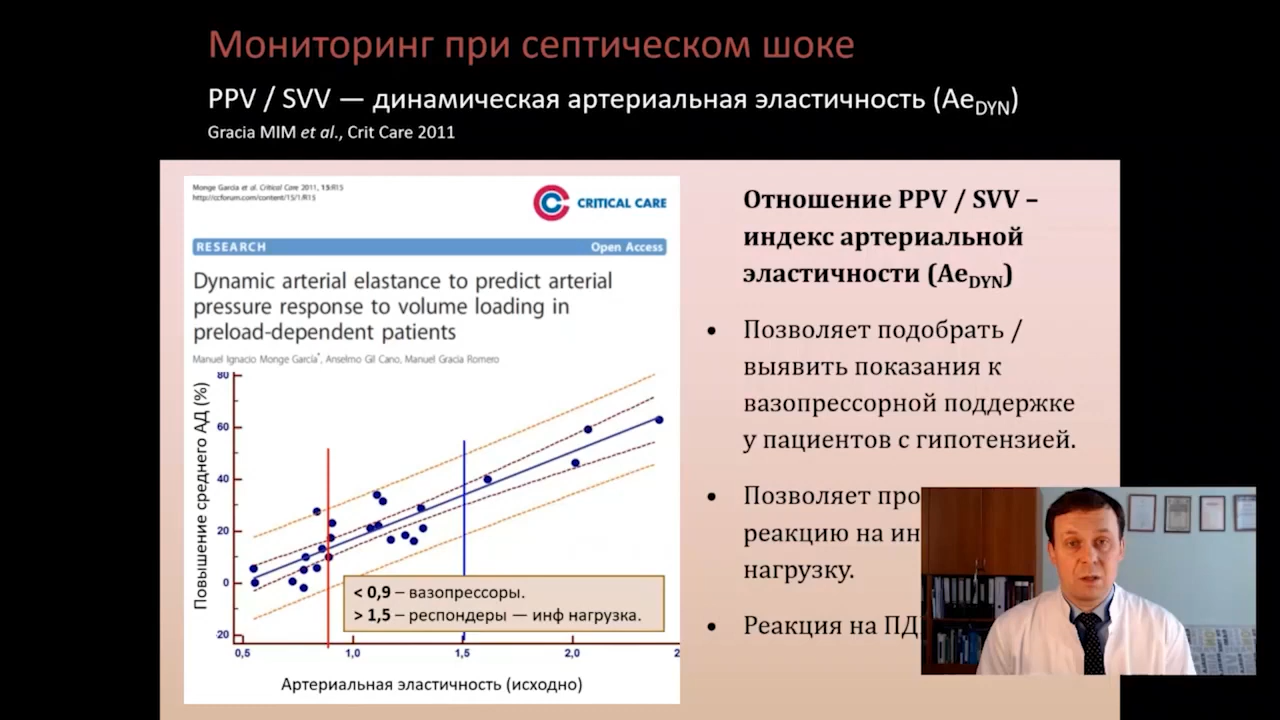 Мониторинг при септическом шоке
PPV / SVV — динамическая артериальная эластичность (AeDYN)
Gracia MIM et al., Crit Care 2011
Monge Garcia et al. Critical Care 2011, 15:R15
http://ccforum.com/content/15/1/R15
CRITICAL CARE
RESEARCH
Open Access
Dynamic arterial elastance to predict arterial
pressure response to volume loading in
preload-dependent patients
Manuel Ignacio Monge García*, Anselmo Gil Cano, Manuel Gracia Romero
Повышение среднего АД (%)
80
60
40
20
0
20
< 0,9 – вазопрессоры.
> 1,5 – респондеры — инф нагрузка.
0,5
1,0
1,5
2,0
2
Артериальная эластичность (исходно)
Отношение PPV / SVV –
индекс артериальной
эластичности (AeDYN)
• Позволяет подобрать /
выявить показания к
вазопрессорной поддержке
у пациентов с гипотензией.
• Позволяет про
реакцию на ин
нагрузку.
• Реакция на ПД